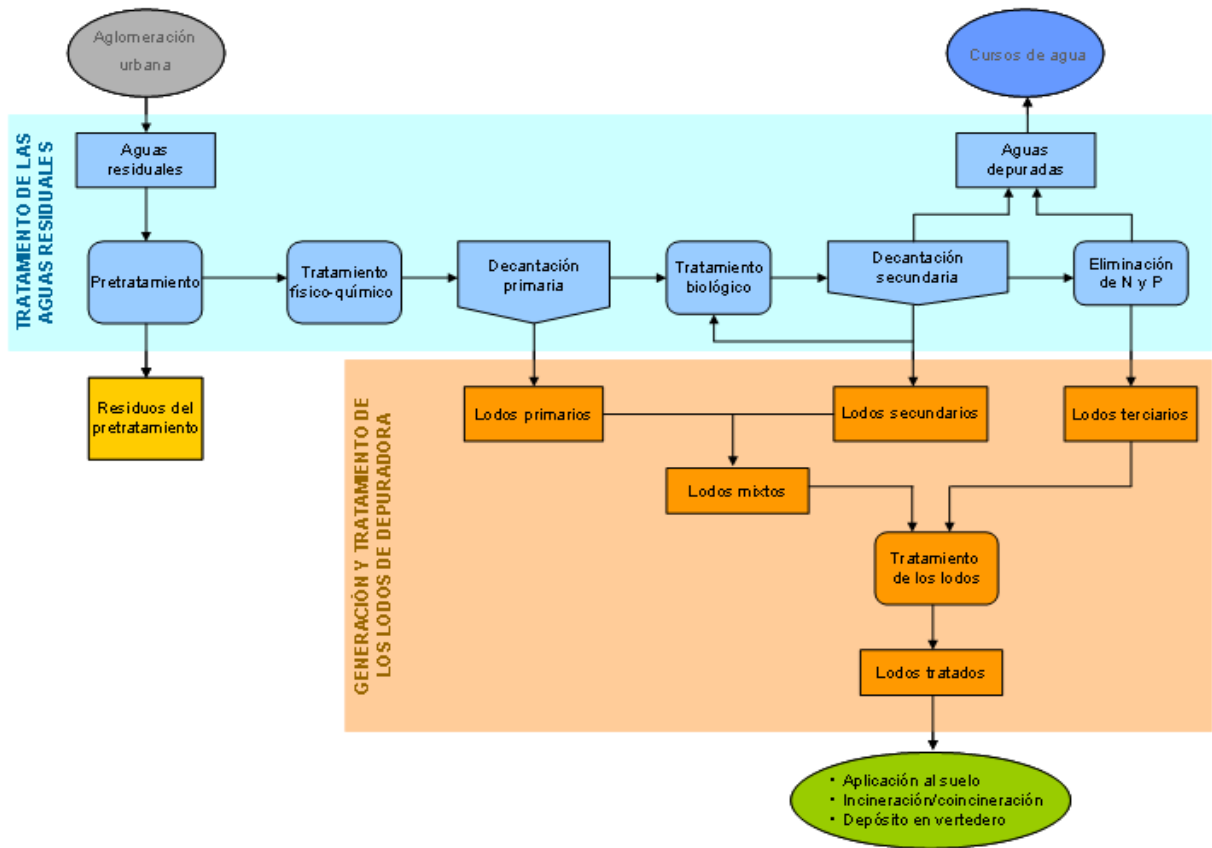 Aglomeración
urbana
Cursos de agua
TRATAMIENTO DE LAS
AGUAS RESIDUALES
Aguas
residuales
Aguas
depuradas
Pretratamiento
Tratamiento
físico-químico
Decantación
primaria
Tratamiento
biológico
Decantación
secundaria
Eliminación
de N y P
GENERACIÓN Y TRATAMIENTO DE
LOS LODOS DE DEPURADORA
Residuos del
pretratamiento
Lodos primarios
Lodos secundarios
Lodos terciarios
Lodos mixtos
Tratamiento
de los lodos
Lodos tratados
• Aplicación al suelo
• Incineración/coincineración
• Depósito en vertedero